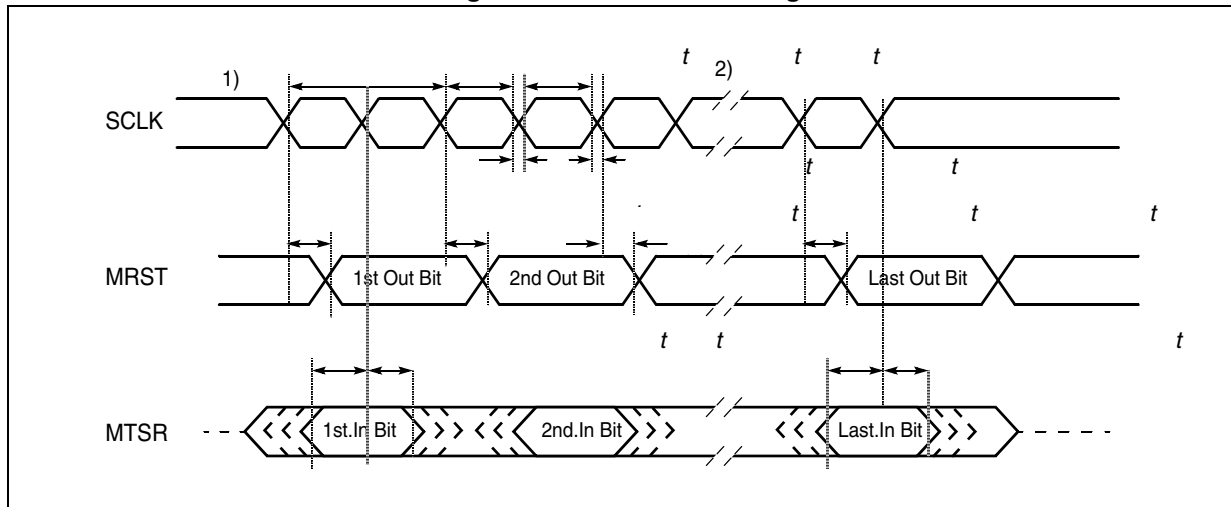 t 2) t t
1)
SCLK
t t
t t t
MRST 1st Out Bit 2nd Out Bit Last Out Bit
t t t
MTSR 1st.In Bit 2nd.In Bit Last.In Bit